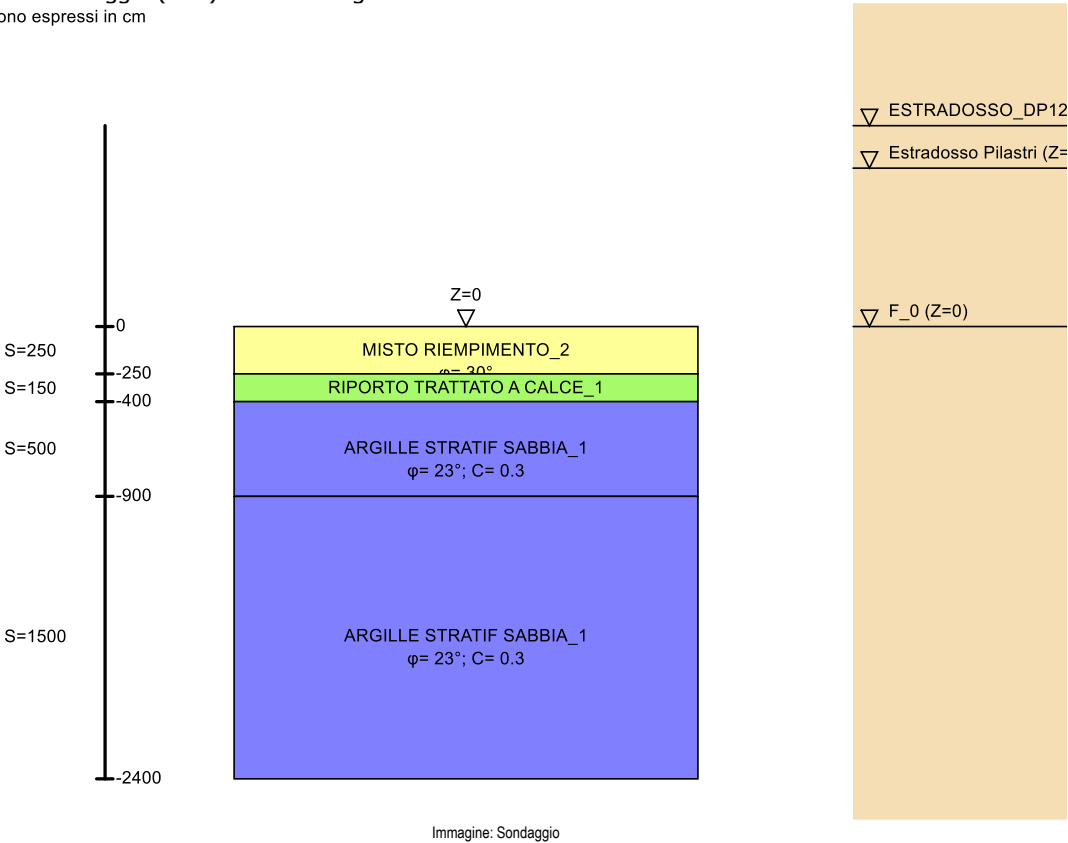 ono espressi in cm
ESTRADOSSO_DP12
Estradosso Pilastri (Z=
Z=0
F_0 (Z=0)
0
S=250
MISTO RIEMPIMENTO_2
φ= 30°
-250
S=150
RIPORTO TRATTATO A CALCE_1
-400
S=500
ARGILLE STRATIF SABBIA_1
φ= 23°; C= 0.3
-900
S=1500
ARGILLE STRATIF SABBIA_1
φ= 23°; C= 0.3
-2400
Immagine: Sondaggio